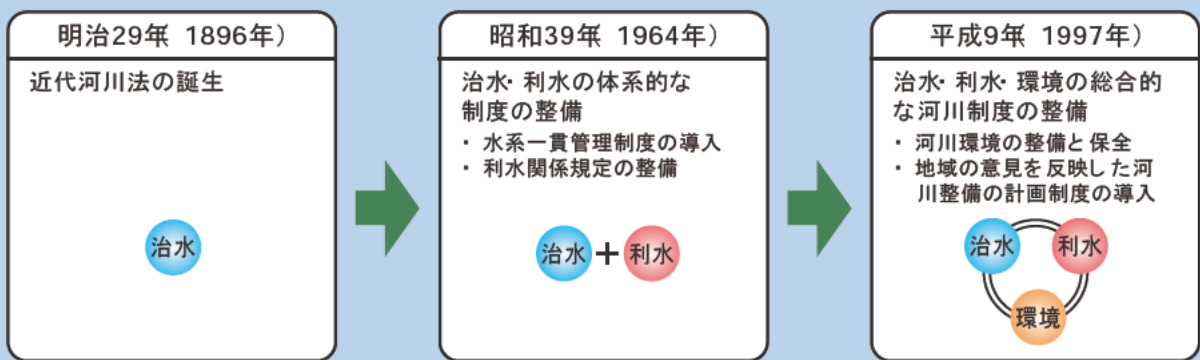 明治29年（1896年）
近代河川法の誕生
治水
昭和39年（1964年）
治水・利水の体系的な
制度の整備
・ 水系一貫管理制度の導入
・ 利水関係規定の整備
治水＋利水
平成9年（1997年）
治水・利水・環境の総合的
な河川制度の整備
・ 河川環境の整備と保全
・ 地域の意見を反映した河
川整備の計画制度の導入
治水 利水
環境